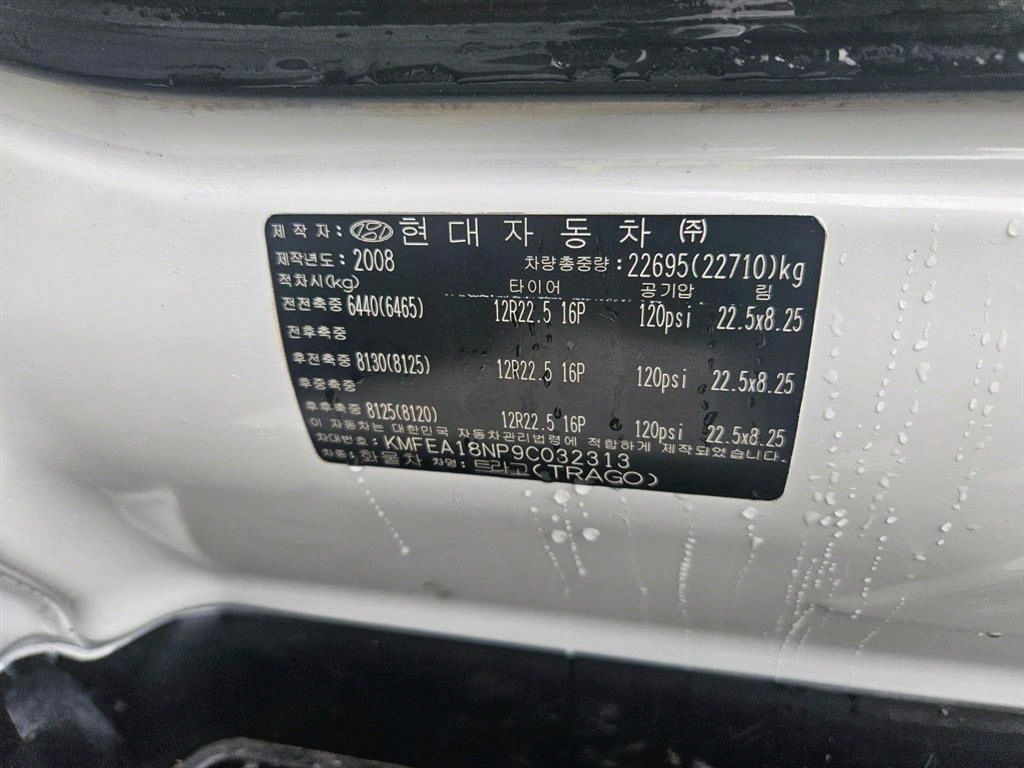 제 작 자 : 현 대 자 동 차 ㈜
제작년도 : 2008 차량총중량 : 22695(22710)kg
적차시(kg) 타이어 공기압 림
전전축중 6440(6465) 12R22.5 16P 120psi 22.5x8.25
전후축중
후전축중 8130(8125) 12R22.5 16P 120psi 22.5x8.25
후중축중
후후축중 8125(8120) 12R22.5 16P 120psi 22.5x8.25
이 자동차는 대한민국 자동차관리법령에 적합하게 제작되었습니다.
차대번호: KMFEA18NP9C032313
차종: 화물차 차명: 트라고(TRAGO)